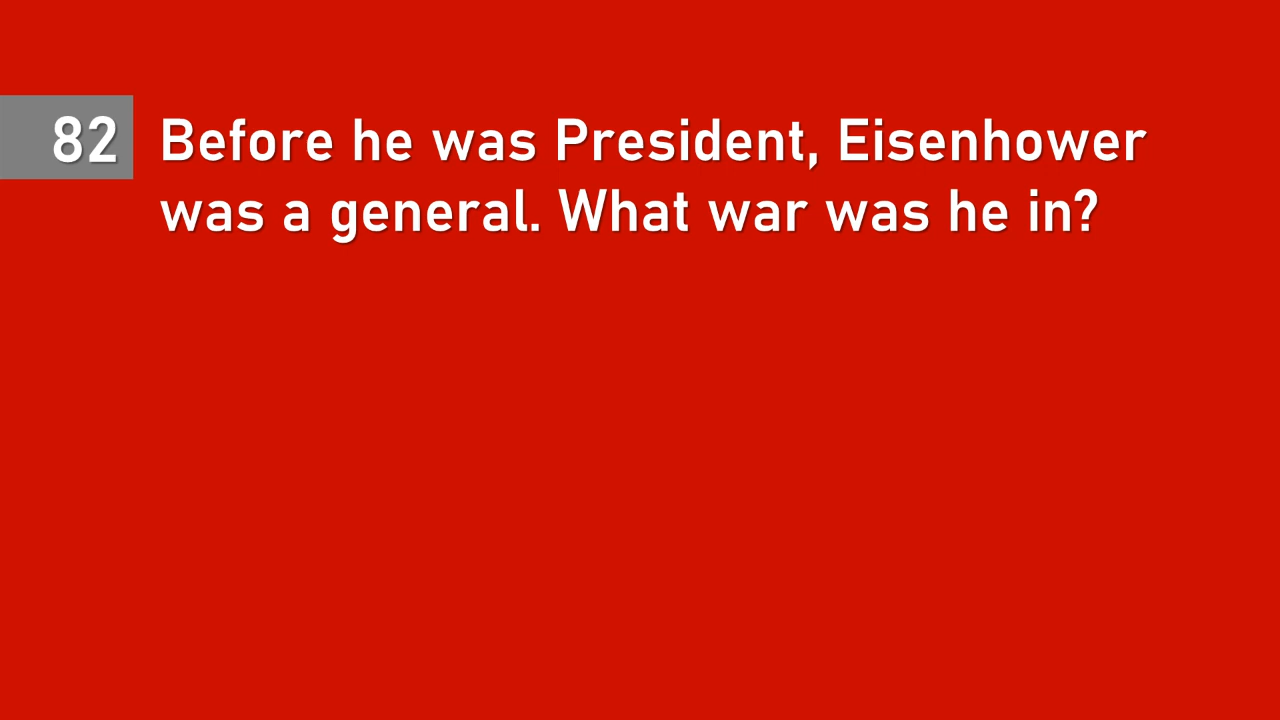 82 Before he was President, Eisenhower
was a general. What war was he in?